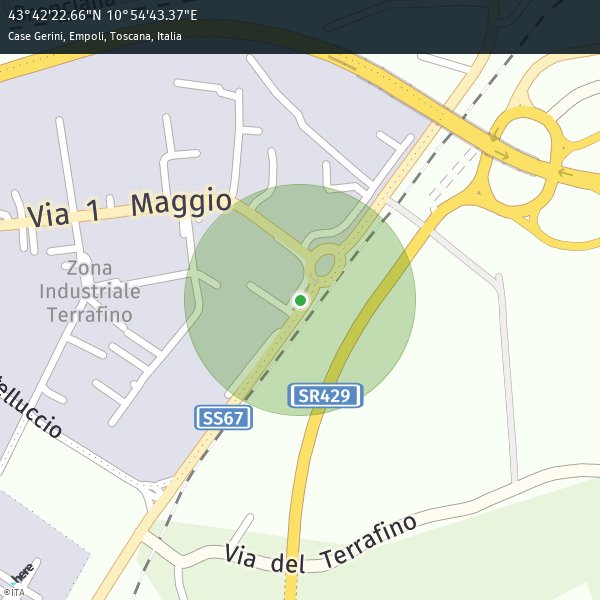 43°42'22.66"N 10°54'43.37"E
Case Gerini, Empoli, Toscana, Italia
Via 1 Maggio
Zona
Industriale
Terrafino
SR429
SS67
elluccio
Via del Terrafino
here
©ITA